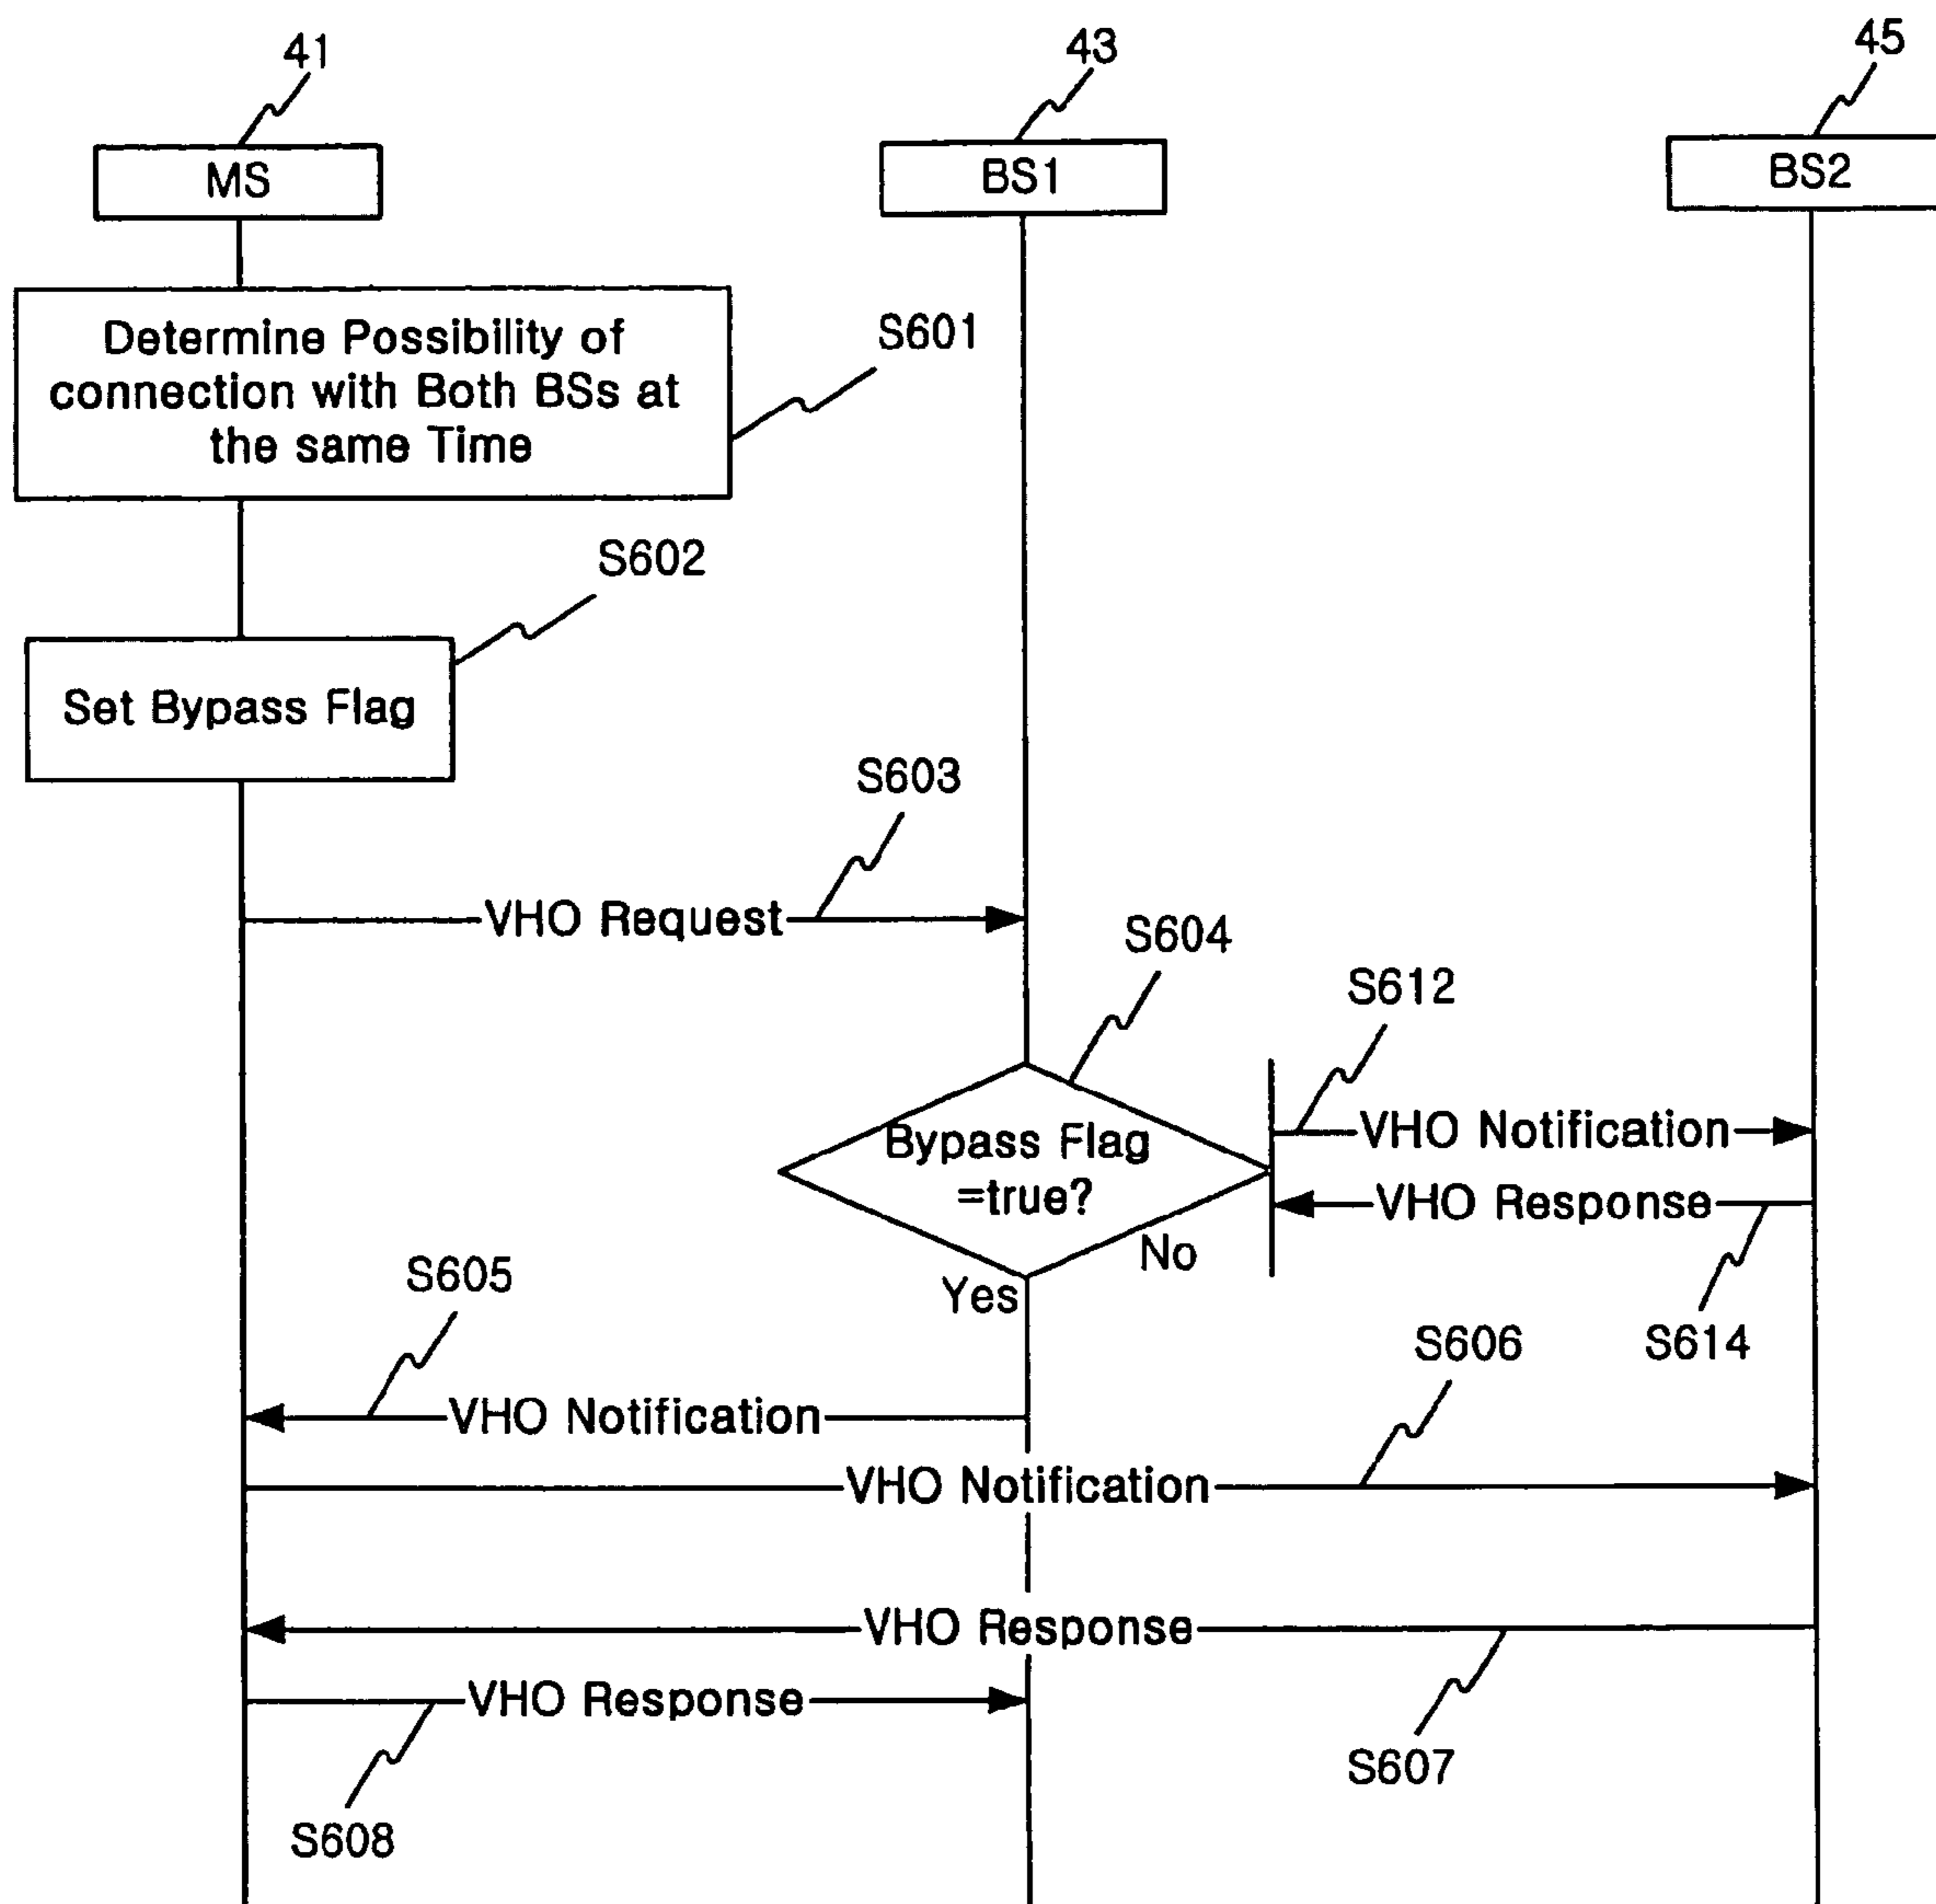 41
43
45
MS
BS1
BS2
Determine Possibility of
connection with Both BSs at
the same Time
S601
S602
Set Bypass Flag
S603
VHO Request
S604
S612
Bypass Flag
=true?
VHO Notification
VHO Response
No
Yes
S605
S606
S614
VHO Notification
VHO Notification
VHO Response
VHO Response
S607
S608